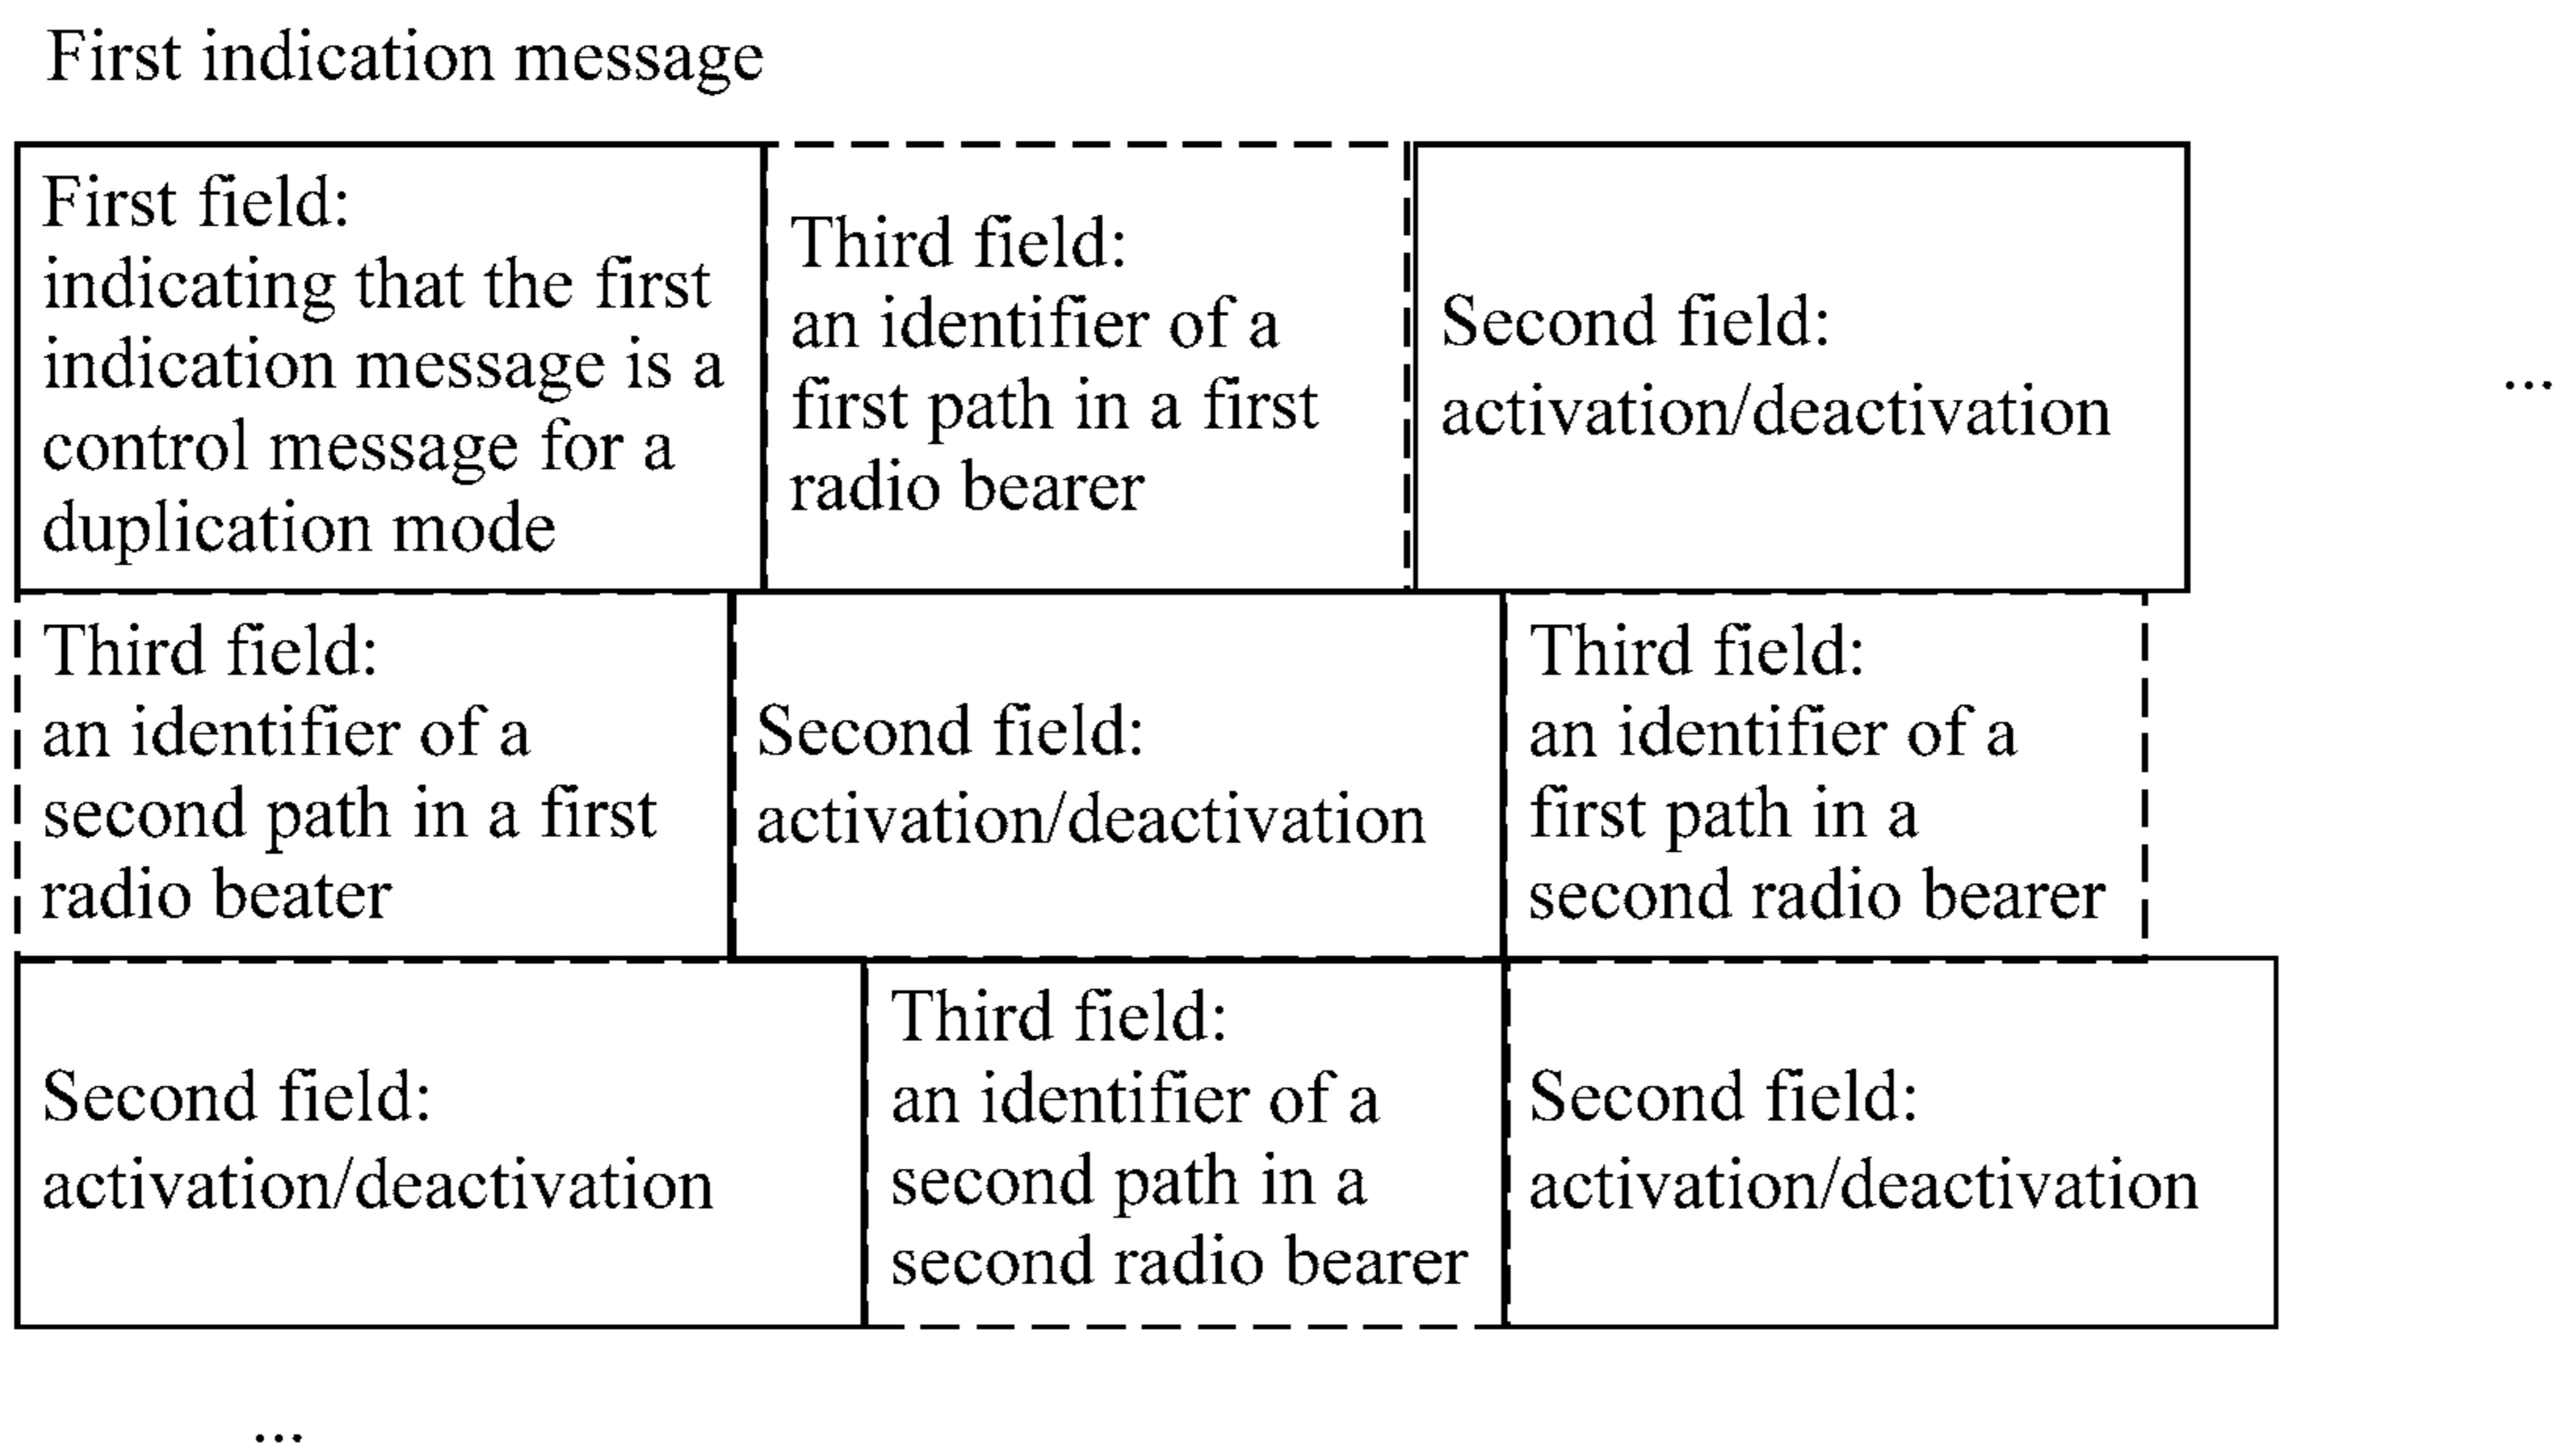 First indication message
First field:
indicating that the first
indication message is a
control message for a
duplication mode
Third field:
an identifier of a
first path in a first
radio bearer
Second field:
activation/deactivation
...
Third field:
an identifier of a
second path in a first
radio beater
Second field:
activation/deactivation
Third field:
an identifier of a
first path in a
second radio bearer
Second field:
activation/deactivation
Third field:
an identifier of a
second path in a
second radio bearer
Second field:
activation/deactivation
...